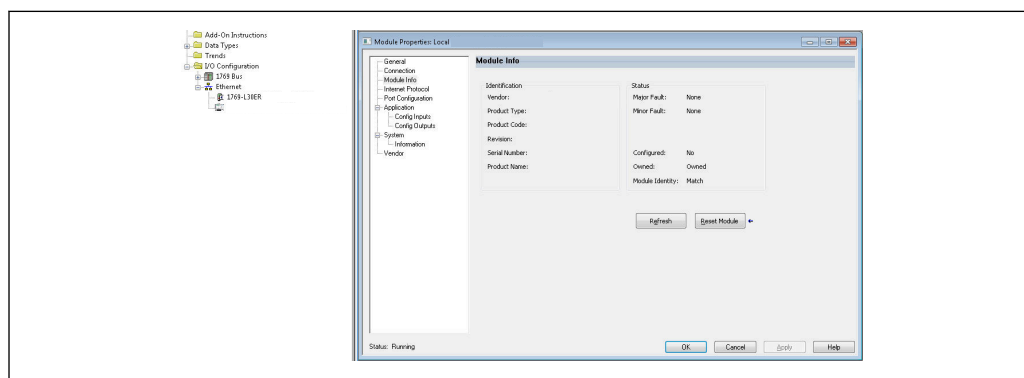 Add-On Instructions
Data Types
Trends
I/O Configuration
1769 Bus
Ethernet
1769-L30ER
Module Properties: Local
General
Connection
Module Info
Internet Protocol
Port Configuration
Application
Config Inputs
Config Outputs
System
Information
Vendor
Module Info
Identification
Vendor:
Product Type:
Product Code:
Revision:
Serial Number:
Product Name:
Status
Major Fault: None
Minor Fault: None
Configured: No
Owned: Owned
Module Identity: Match
Refresh
Reset Module
Status: Running
OK
Cancel
Apply
Help